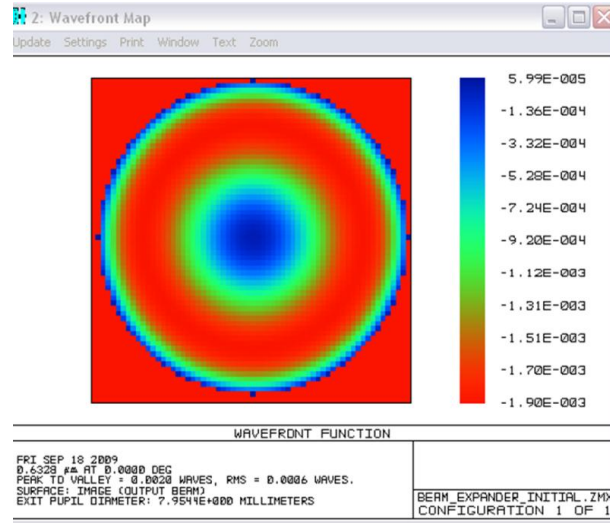 2: Wavefront Map
Update Settings Print Window Text Zoom
5.99E-005
-1.36E-004
-3.32E-004
-5.28E-004
-7.24E-004
-9.20E-004
-1.12E-003
-1.31E-003
-1.51E-003
-1.70E-003
-1.90E-003
WAVEFRONT FUNCTION
FRI SEP 18 2009
0.6328 µm AT 0.0000 DEG
PEAK TO VALLEY = 0.0020 WAVES, RMS = 0.0006 WAVES.
SURFACE: IMAGE (OUTPUT BEAM)
EXIT PUPIL DIAMETER: 7.9544E+000 MILLIMETERS
BEAM_EXPANDER_INITIAL.ZMX
CONFIGURATION 1 OF 1